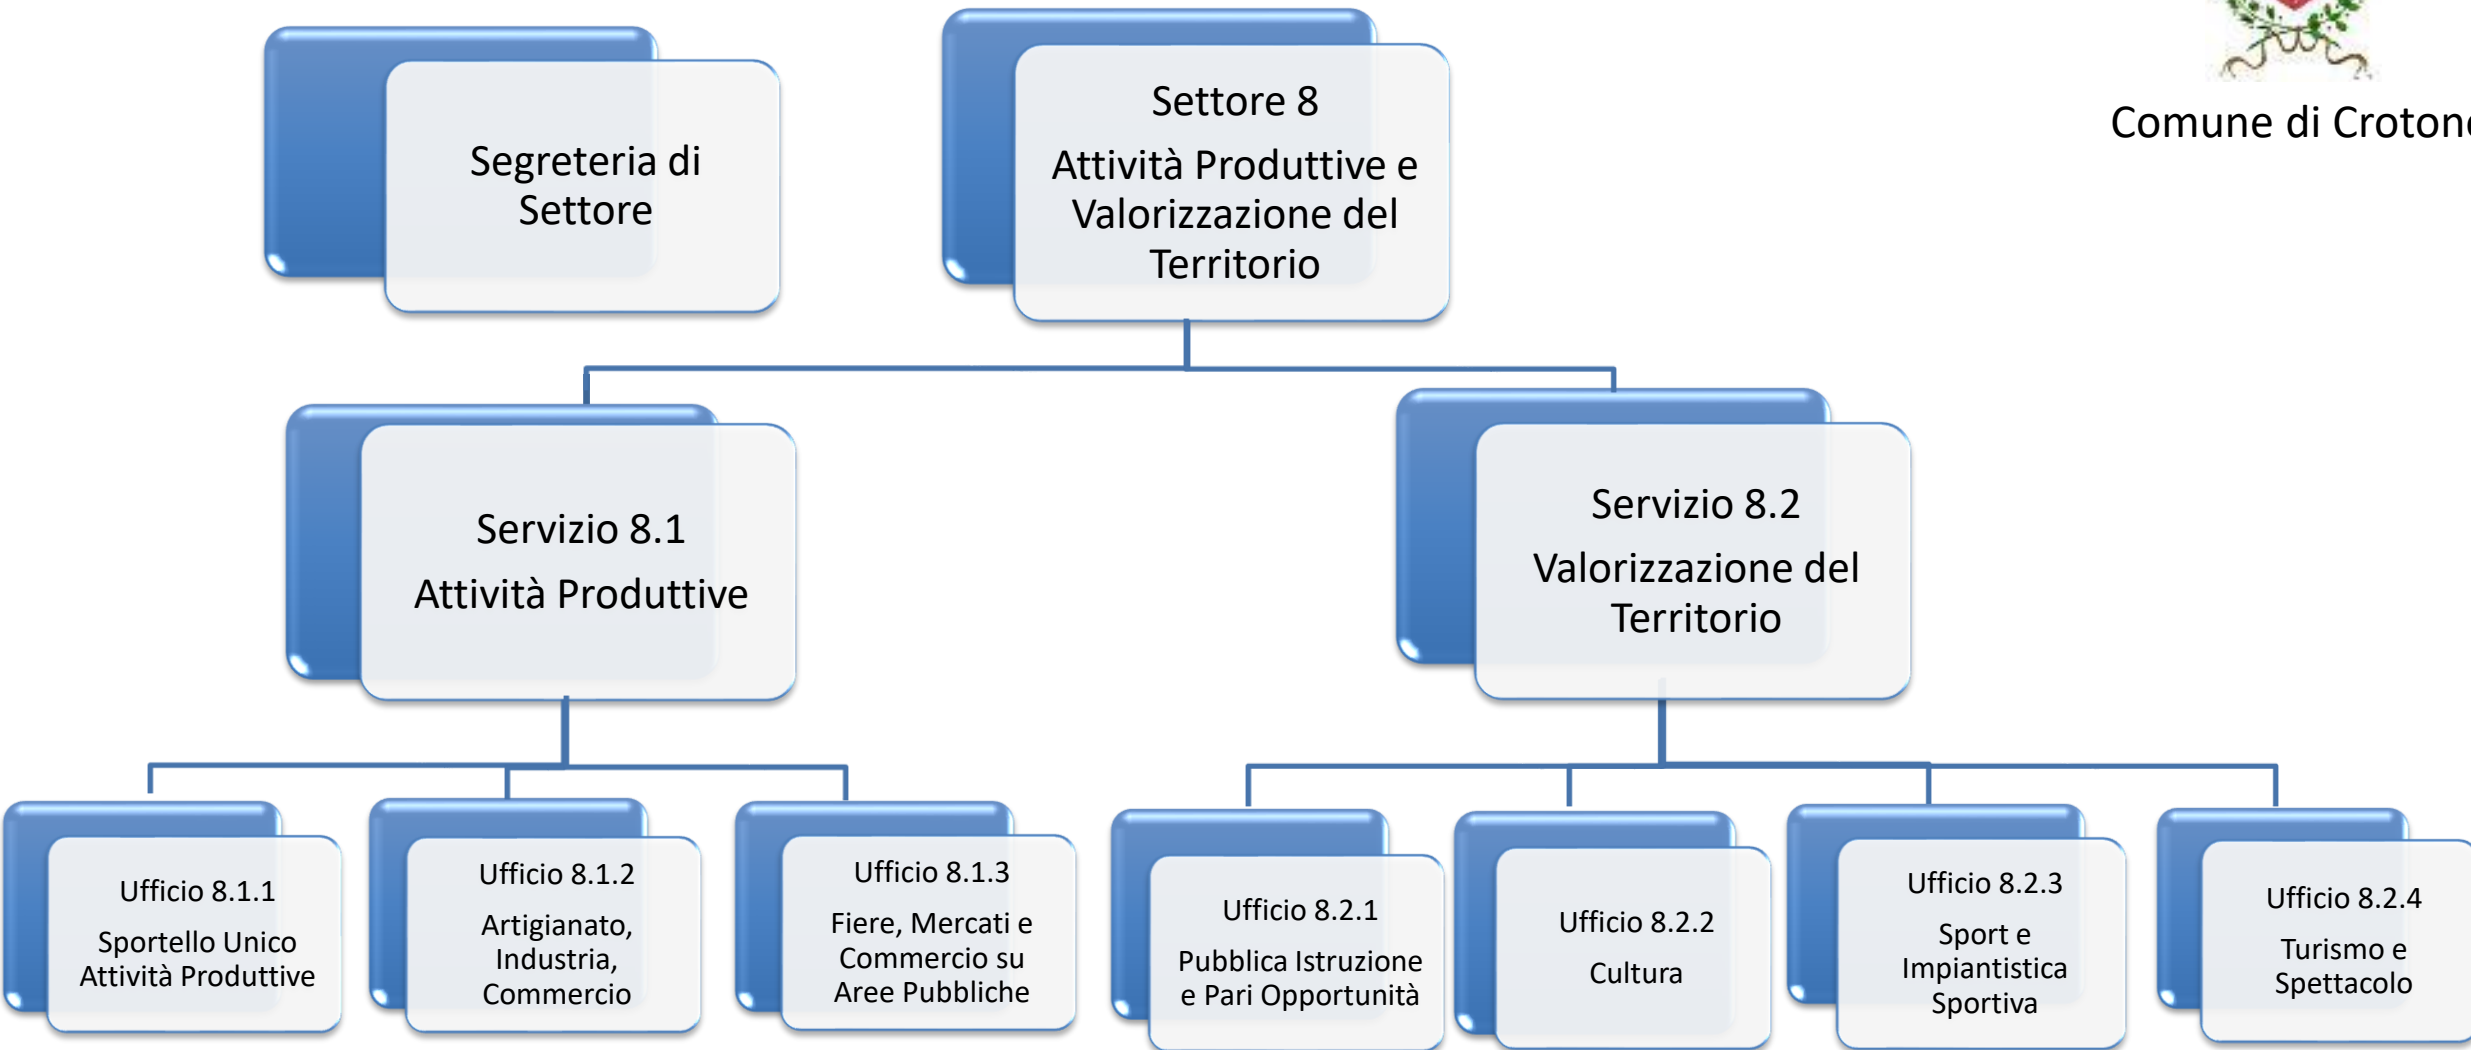 Segreteria di
Settore
Settore 8
Attività Produttive e
Valorizzazione del
Territorio
Comune di Crotone
Servizio 8.1
Attività Produttive
Servizio 8.2
Valorizzazione del
Territorio
Ufficio 8.1.1
Sportello Unico
Attività Produttive
Ufficio 8.1.2
Artigianato,
Industria,
Commercio
Ufficio 8.1.3
Fiere, Mercati e
Commercio su
Aree Pubbliche
Ufficio 8.2.1
Pubblica Istruzione
e Pari Opportunità
Ufficio 8.2.2
Cultura
Ufficio 8.2.3
Sport e
Impiantistica
Sportiva
Ufficio 8.2.4
Turismo e
Spettacolo